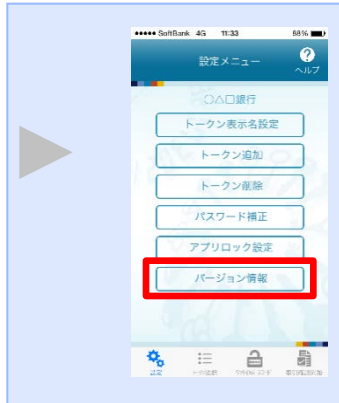 ●●●●● SoftBank 4G 11:33 68%
設定メニュー
ヘルプ
○△□銀行
トークン表示名設定
トークン追加
トークン削除
パスワード補正
アプリロック設定
バージョン情報
設定